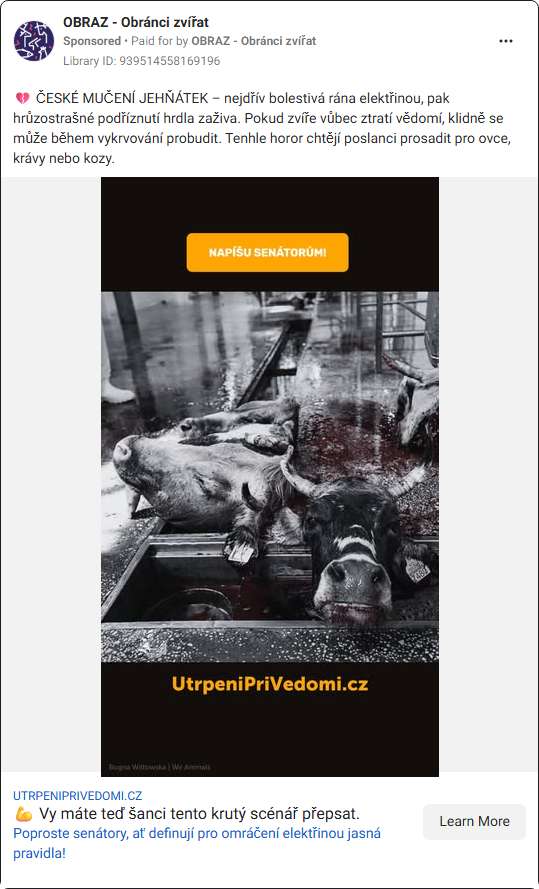 OBRAZ - Obránci zvířat
Sponsored • Paid for by OBRAZ - Obránci zvířat
Library ID: 939514558169196
💔 ČESKÉ MUČENÍ JEHŇÁTEK – nejdřív bolestivá rána elektřinou, pak
hrůzostrašné podříznutí hrdla zaživa. Pokud zvíře vůbec ztratí vědomí, klidně se
může během vykrvování probudit. Tenhle horor chtějí poslanci prosadit pro ovce,
krávy nebo kozy.
NAPÍŠU SENÁTORŮM!
UtrpeniPriVedomi.cz
Bogna Wiltowska | We Animals
UTRPENIPRIVEDOMI.CZ
💪 Vy máte teď šanci tento krutý scénář přepsat.
Poproste senátory, ať definují pro omráčení elektřinou jasná
pravidla!
Learn More